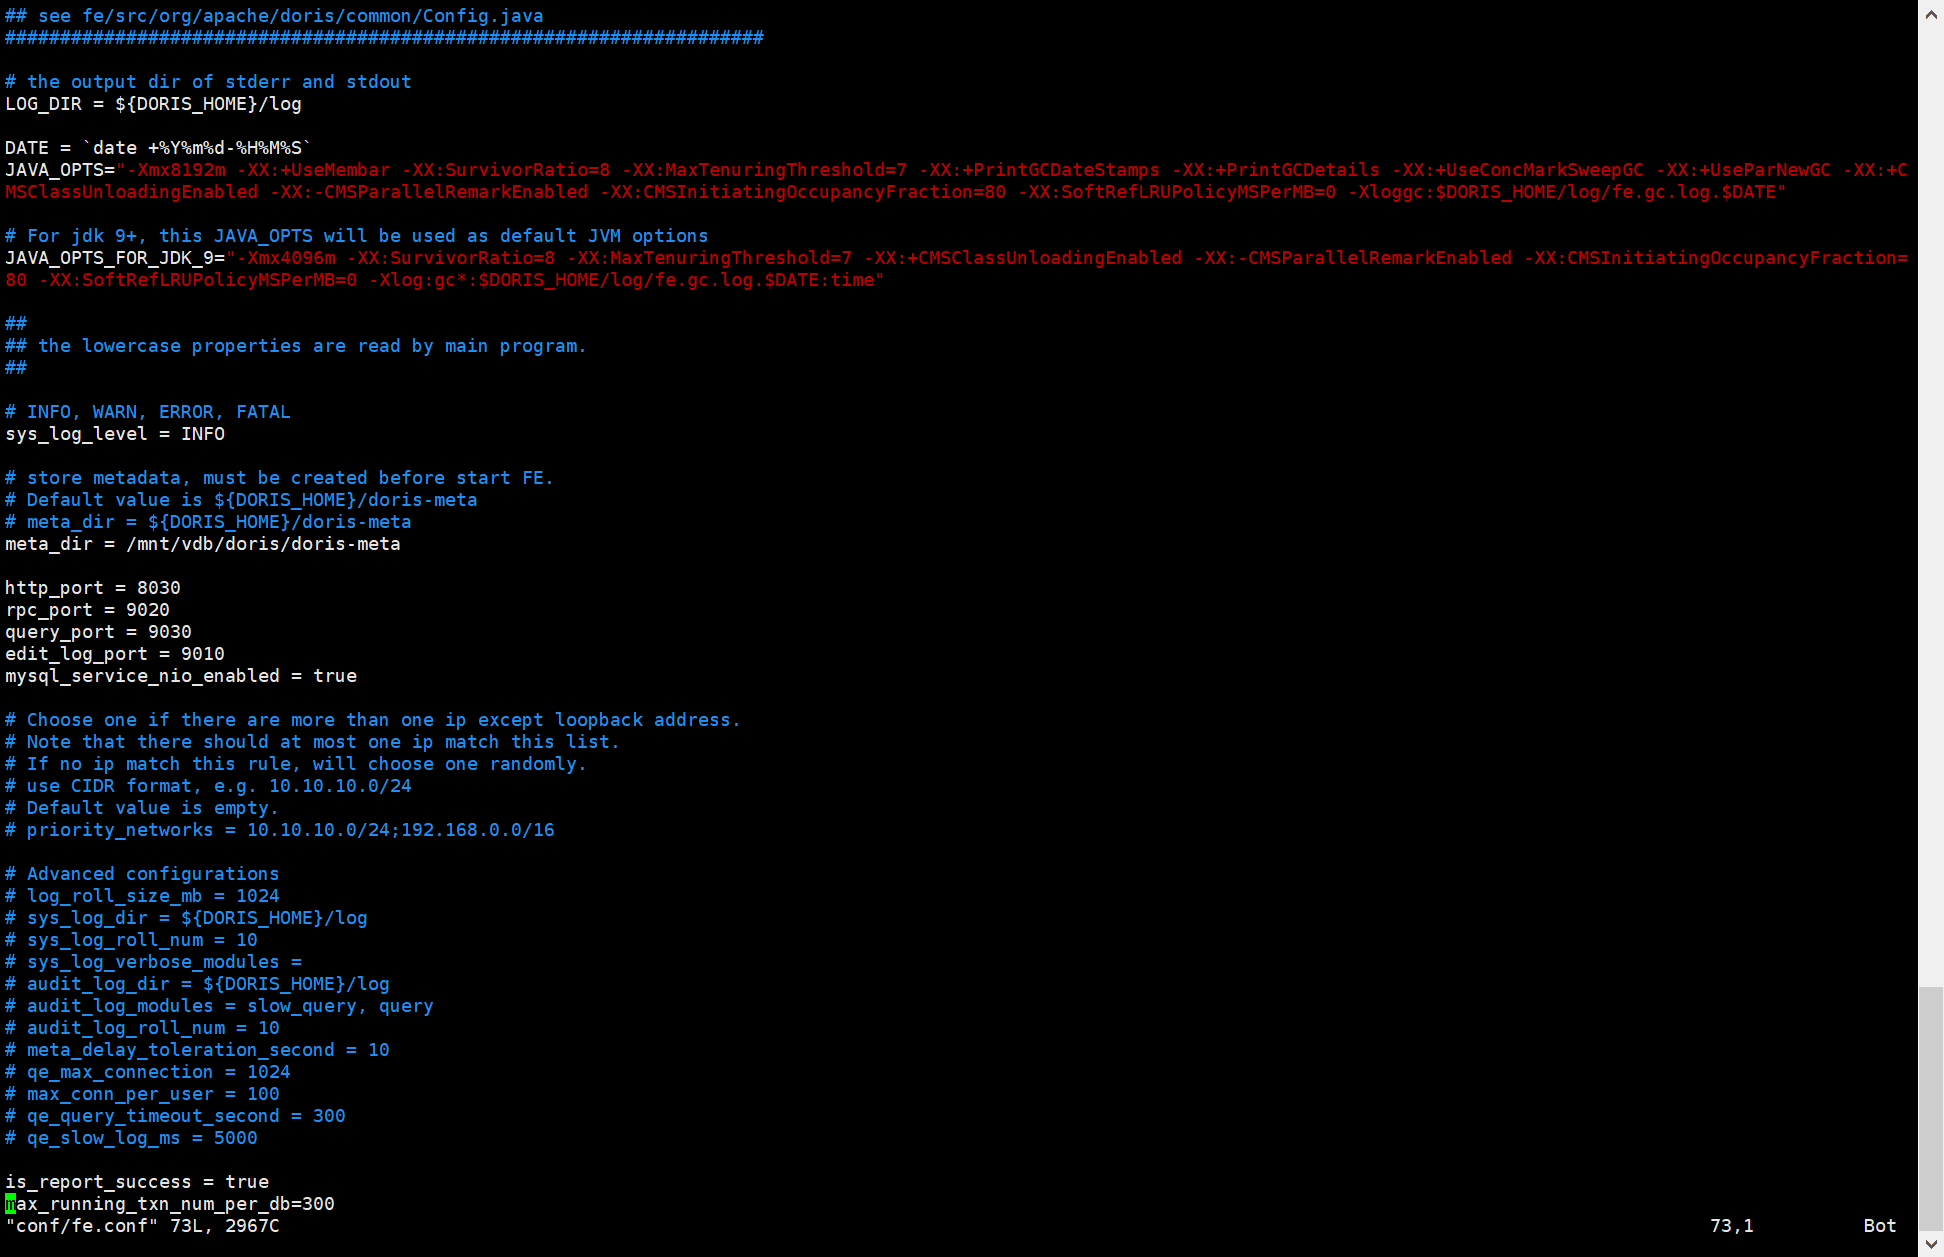 ## see fe/src/org/apache/doris/common/Config.java
#####################################################################
# the output dir of stderr and stdout
LOG_DIR = ${DORIS_HOME}/log
DATE = `date +%Y%m%d-%H%M%S`
JAVA_OPTS="-Xmx8192m -XX:+UseMembar -XX:SurvivorRatio=8 -XX:MaxTenuringThreshold=7 -XX:+PrintGCDateStamps -XX:+PrintGCDetails -XX:+UseConcMarkSweepGC -XX:+UseParNewGC -XX:+C
MSClassUnloadingEnabled -XX:-CMSParallelRemarkEnabled -XX:CMSInitiatingOccupancyFraction=80 -XX:SoftRefLRUPolicyMSPerMB=0 -Xloggc:$DORIS_HOME/log/fe.gc.log.$DATE"
# For jdk 9+, this JAVA_OPTS will be used as default JVM options
JAVA_OPTS_FOR_JDK_9="-Xmx4096m -XX:SurvivorRatio=8 -XX:MaxTenuringThreshold=7 -XX:+CMSClassUnloadingEnabled -XX:-CMSParallelRemarkEnabled -XX:CMSInitiatingOccupancyFraction=
80 -XX:SoftRefLRUPolicyMSPerMB=0 -Xlog:gc*:$DORIS_HOME/log/fe.gc.log.$DATE:time"
##
## the lowercase properties are read by main program.
##
# INFO, WARN, ERROR, FATAL
sys_log_level = INFO
# store metadata, must be created before start FE.
# Default value is ${DORIS_HOME}/doris-meta
# meta_dir = ${DORIS_HOME}/doris-meta
meta_dir = /mnt/vdb/doris/doris-meta
http_port = 8030
rpc_port = 9020
query_port = 9030
edit_log_port = 9010
mysql_service_nio_enabled = true
# Choose one if there are more than one ip except loopback address.
# Note that there should at most one ip match this list.
# If no ip match this rule, will choose one randomly.
# use CIDR format, e.g. 10.10.10.0/24
# Default value is empty.
# priority_networks = 10.10.10.0/24;192.168.0.0/16
# Advanced configurations
# log_roll_size_mb = 1024
# sys_log_dir = ${DORIS_HOME}/log
# sys_log_roll_num = 10
# sys_log_verbose_modules =
# audit_log_dir = ${DORIS_HOME}/log
# audit_log_modules = slow_query, query
# audit_log_roll_num = 10
# meta_delay_toleration_second = 10
# qe_max_connection = 1024
# max_conn_per_user = 100
# qe_query_timeout_second = 300
# qe_slow_log_ms = 5000
is_report_success = true
max_running_txn_num_per_db=300
"conf/fe.conf" 73L, 2967C 73,1 Bot